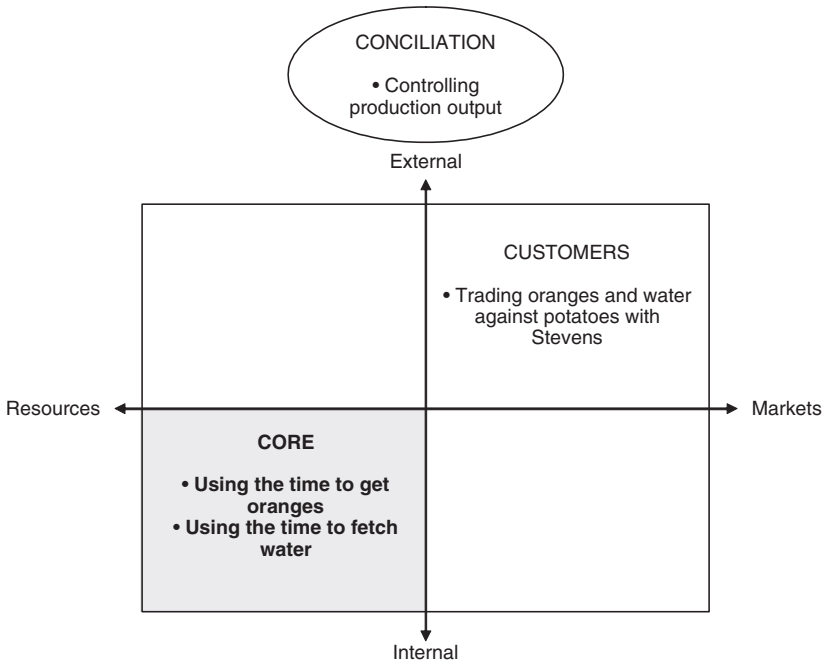 CONCILIATION
• Controlling
production output
External
CUSTOMERS
• Trading oranges and water
against potatoes with
Stevens
Resources
Markets
CORE
• Using the time to get
oranges
• Using the time to fetch
water
Internal